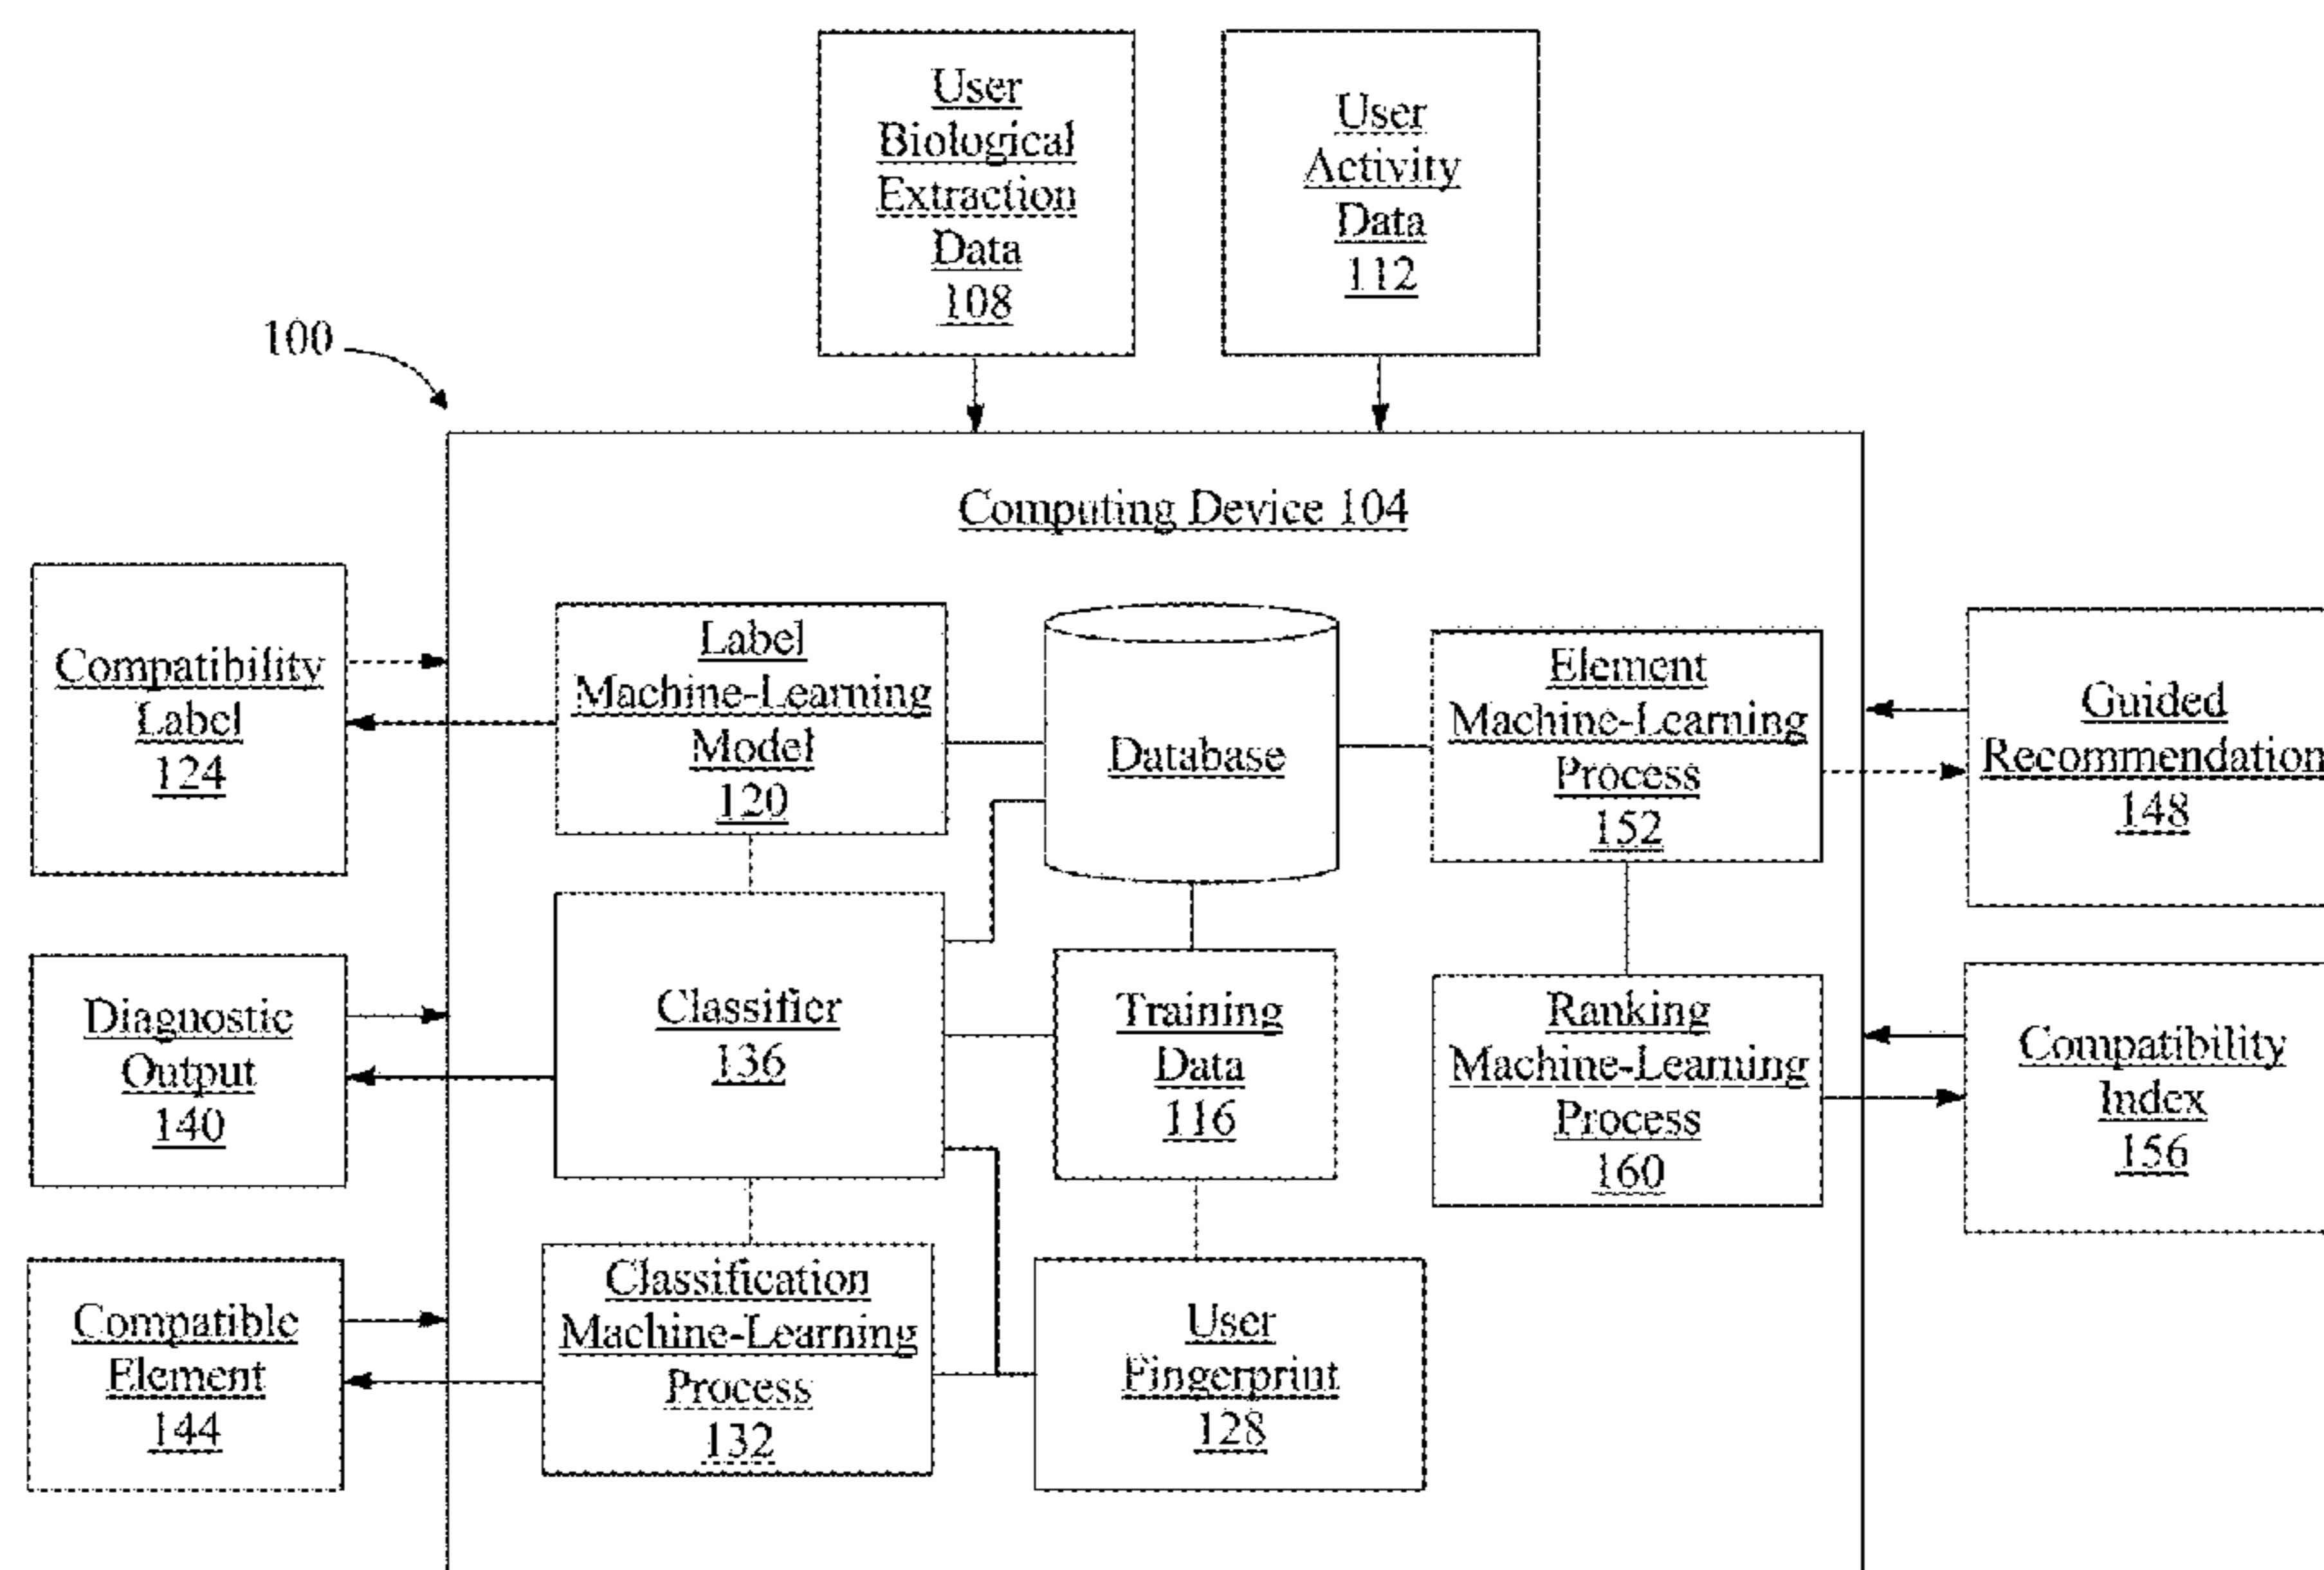 User
Biological
Extraction
Data
108
User
Activity
Data
112
100
Computing Device 104
Compatibility
Label
124
Label
Machine-Learning
Model
120
Database
Element
Machine-Learning
Process
152
Guided
Recommendation
148
Diagnostic
Output
140
Classifier
136
Training
Data
116
Ranking
Machine-Learning
Process
160
Compatibility
Index
156
Compatible
Element
144
Classification
Machine-Learning
Process
132
User
Fingerprint
128